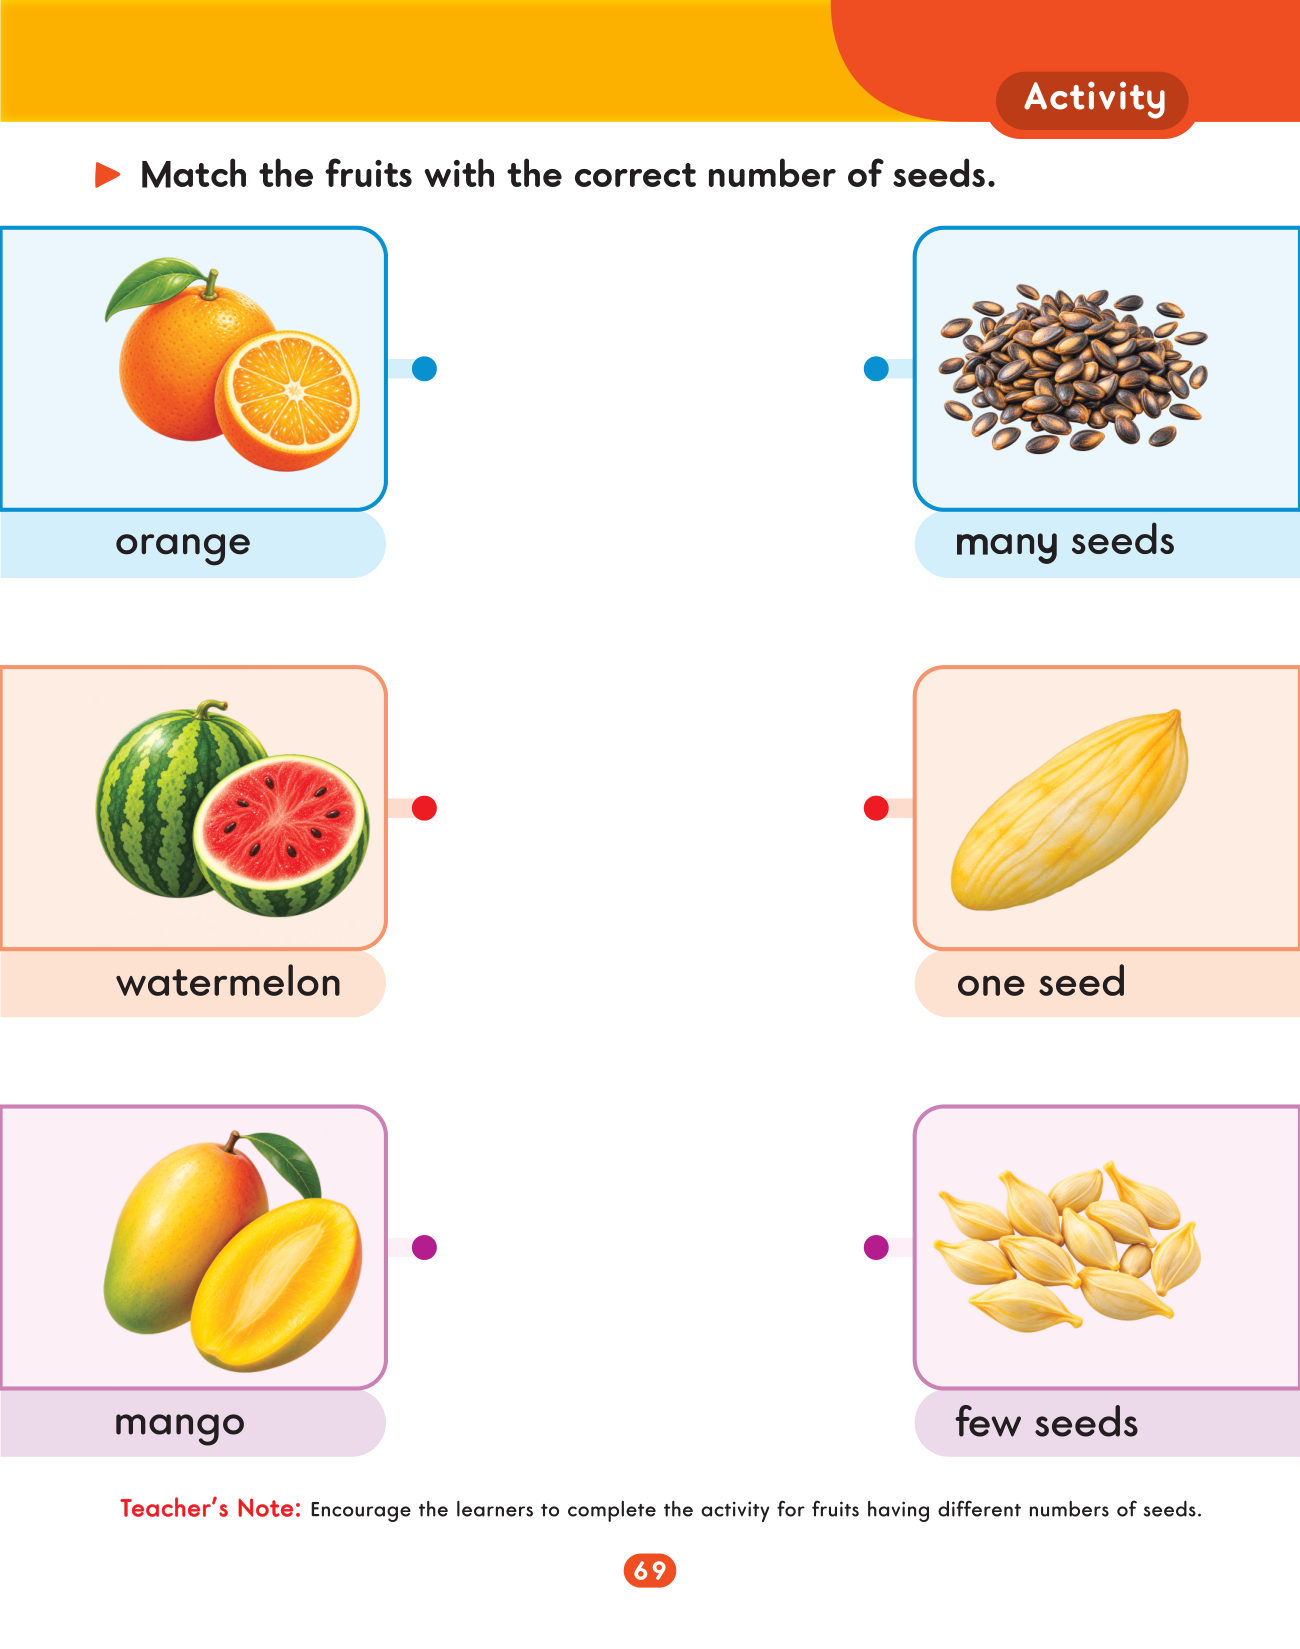 Activity
Match the fruits with the correct number of seeds.
orange
many seeds
watermelon
one seed
mango
few seeds
Teacher's Note: Encourage the learners to complete the activity for fruits having different numbers of seeds.
69